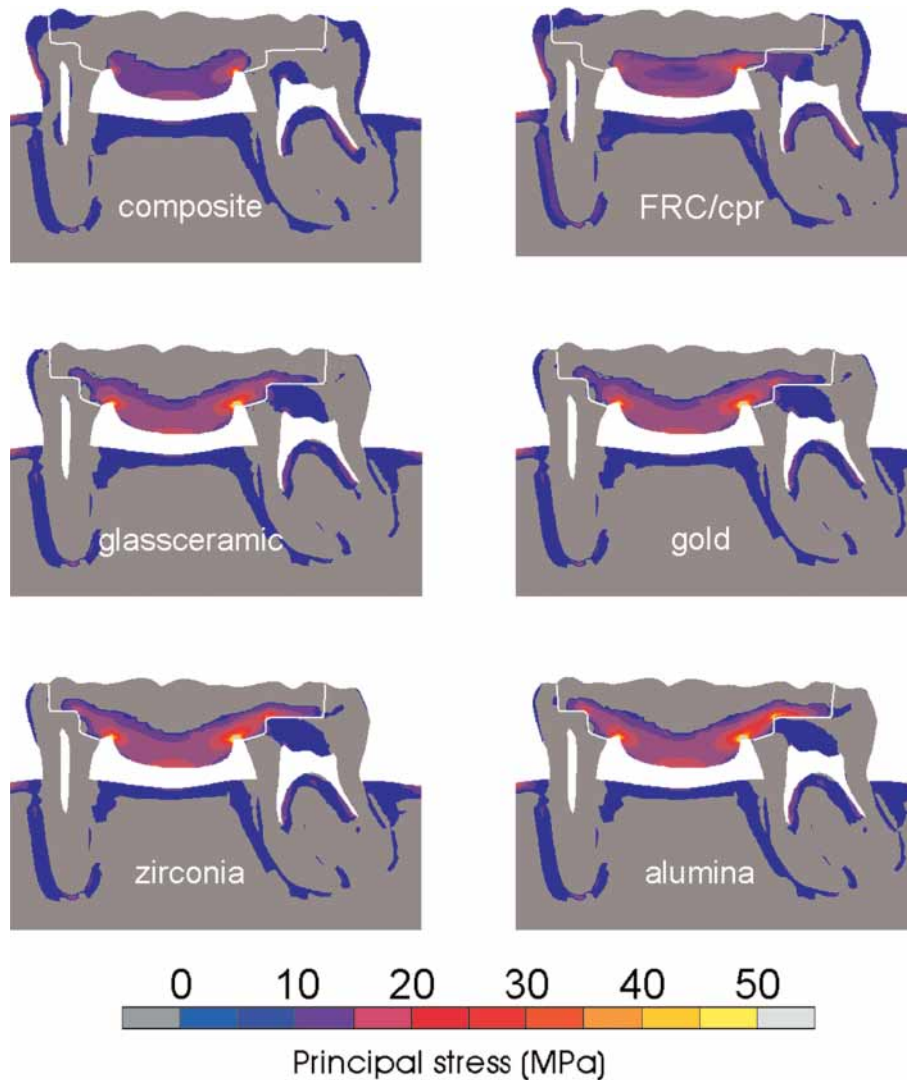 composite
FRC/cpr
glassceramic
gold
zirconia
alumina
0 10 20 30 40 50
Principal stress (MPa)